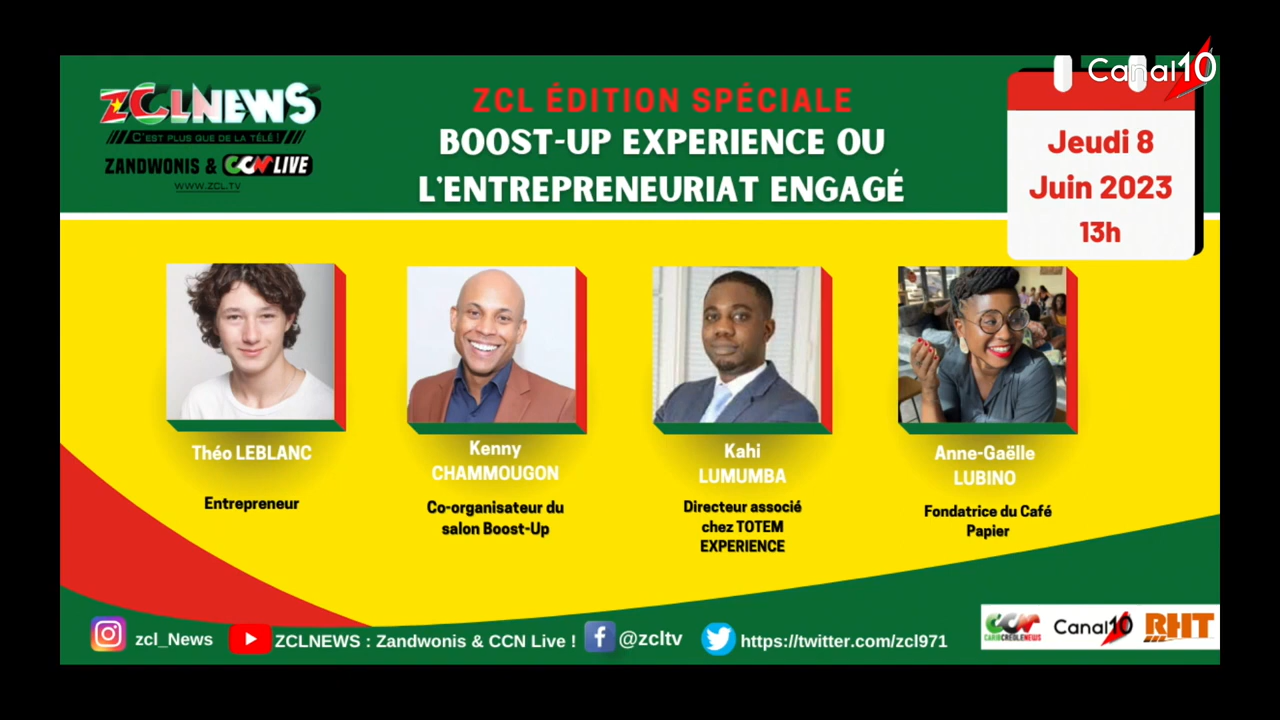 Canal10
ZCLNEWS
C'EST PLUS QUE DE LA TÉLÉ !
ZANDWONIS & CCN LIVE
WWW.ZCL.TV
ZCL ÉDITION SPÉCIALE
BOOST-UP EXPERIENCE OU
L'ENTREPRENEURIAT ENGAGÉ
Jeudi 8
Juin 2023
13h
Théo LEBLANC
Entrepreneur
Kenny
CHAMMOUGON
Co-organisateur du
salon Boost-Up
Kahi
LUMUMBA
Directeur associé
chez TOTEM
EXPERIENCE
Anne-Gaëlle
LUBINO
Fondatrice du Café
Papier
zcl_News
ZCLNEWS : Zandwonis & CCN Live !
@zcltv
https://twitter.com/zcl971
CCN
CARIBCREOLENEWS
Canal10
RHT